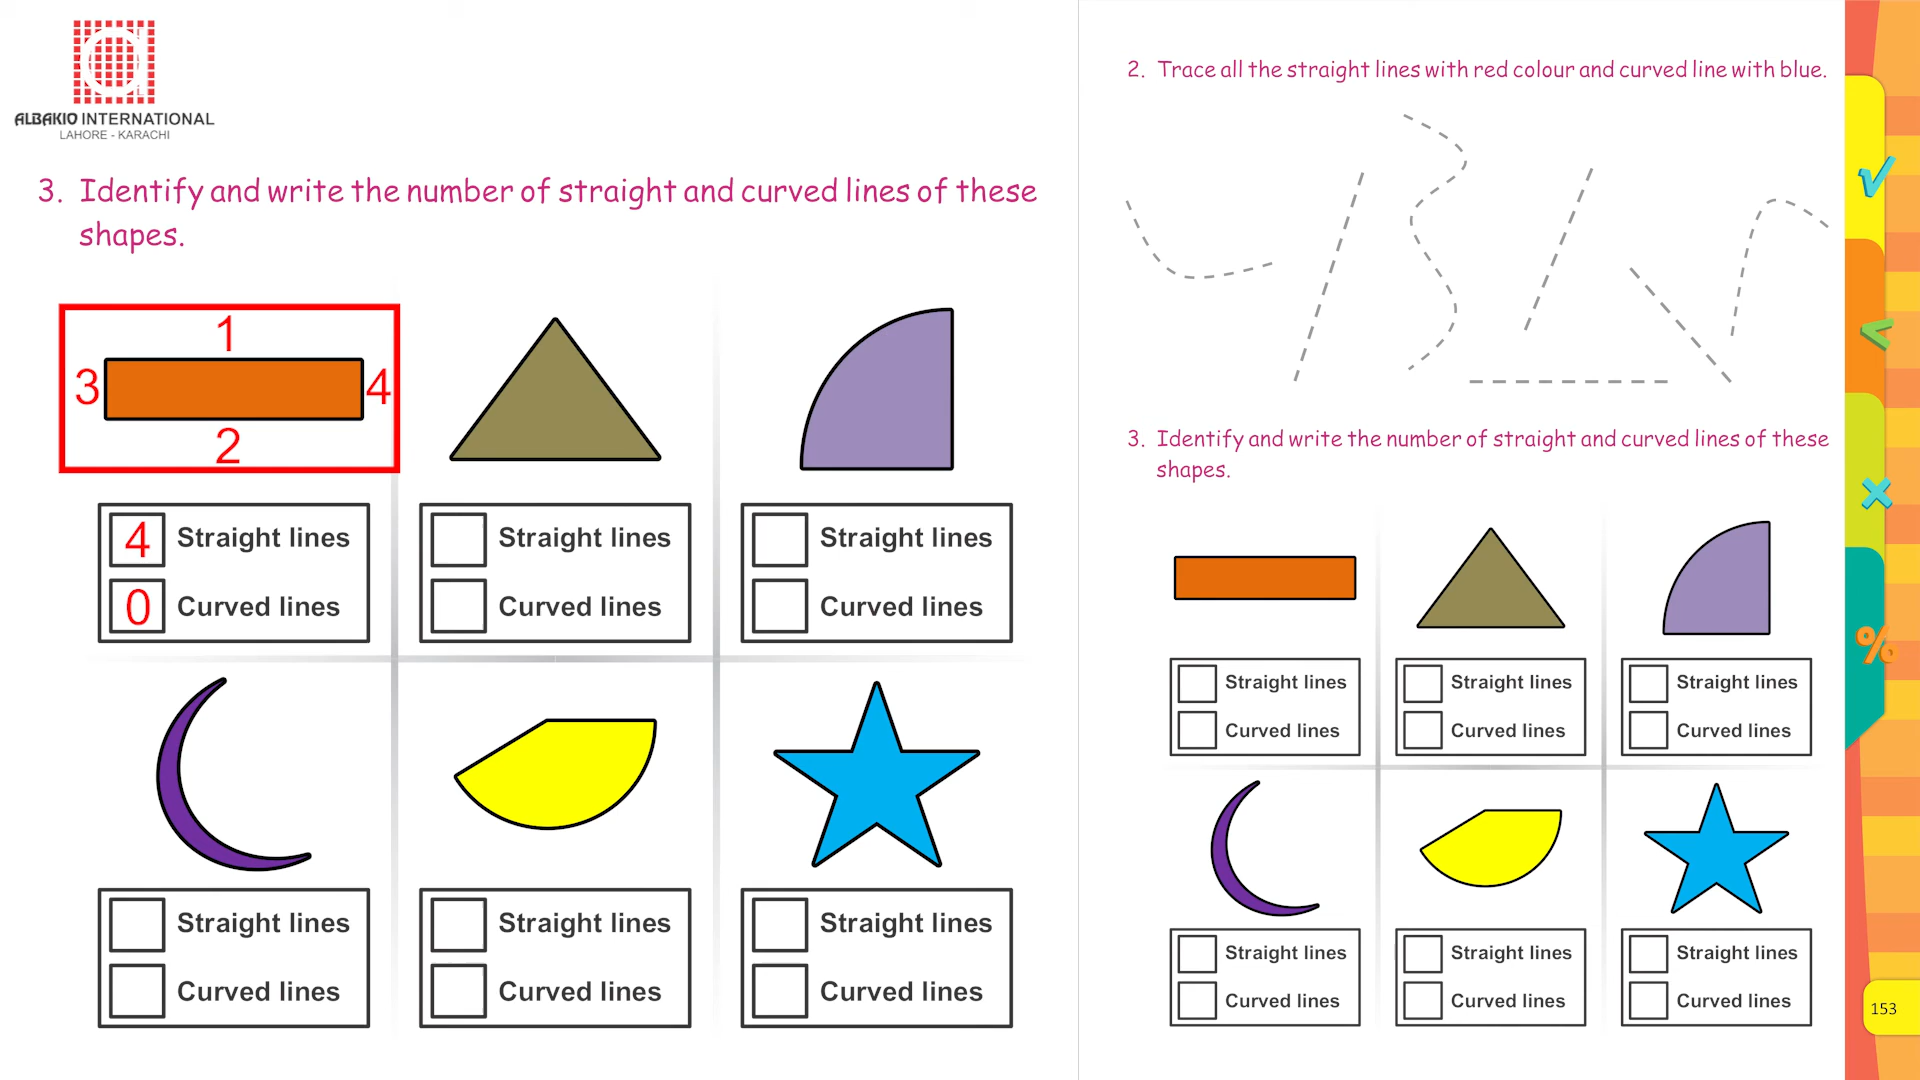 ALBAKIO INTERNATIONAL
LAHORE - KARACHI
3. Identify and write the number of straight and curved lines of these
shapes.
1
3 4
2
4 Straight lines
0 Curved lines
Straight lines
Curved lines
Straight lines
Curved lines
Straight lines
Curved lines
Straight lines
Curved lines
Straight lines
Curved lines
2. Trace all the straight lines with red colour and curved line with blue.
3. Identify and write the number of straight and curved lines of these
shapes.
Straight lines
Curved lines
Straight lines
Curved lines
Straight lines
Curved lines
Straight lines
Curved lines
Straight lines
Curved lines
Straight lines
Curved lines
√
<
×
%
153